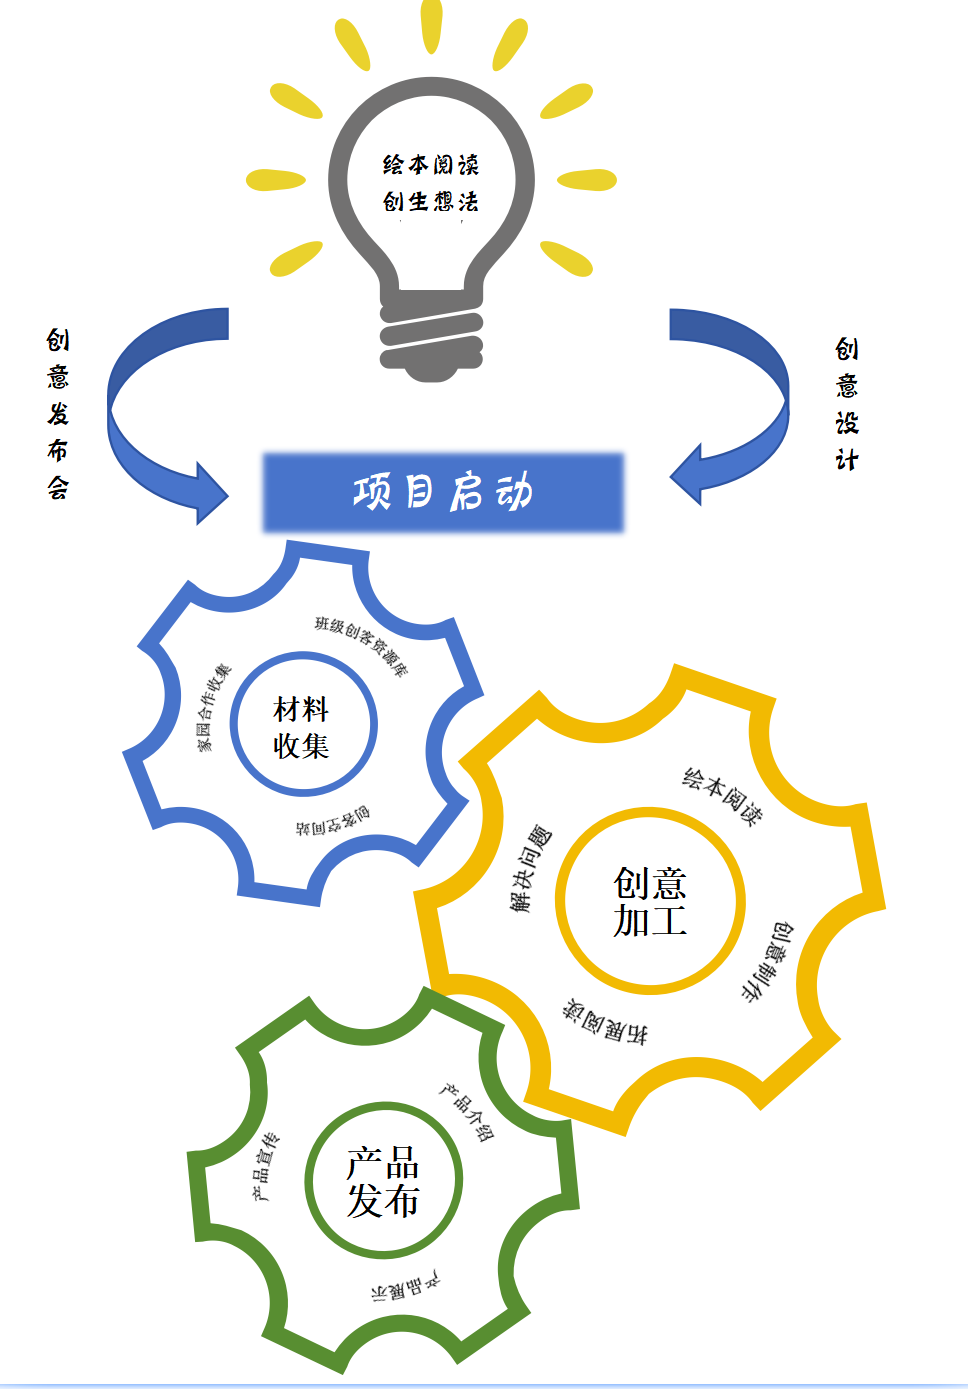 绘本阅读
创生想法
创意发布会
创意设计
项目启动
班级创客资源库
家园合作收集
材料
收集
创客空间站
绘本阅读
解决问题
创意
加工
创意制作
拓展阅读
产品介绍
产品宣传
产品
发布
产品展示